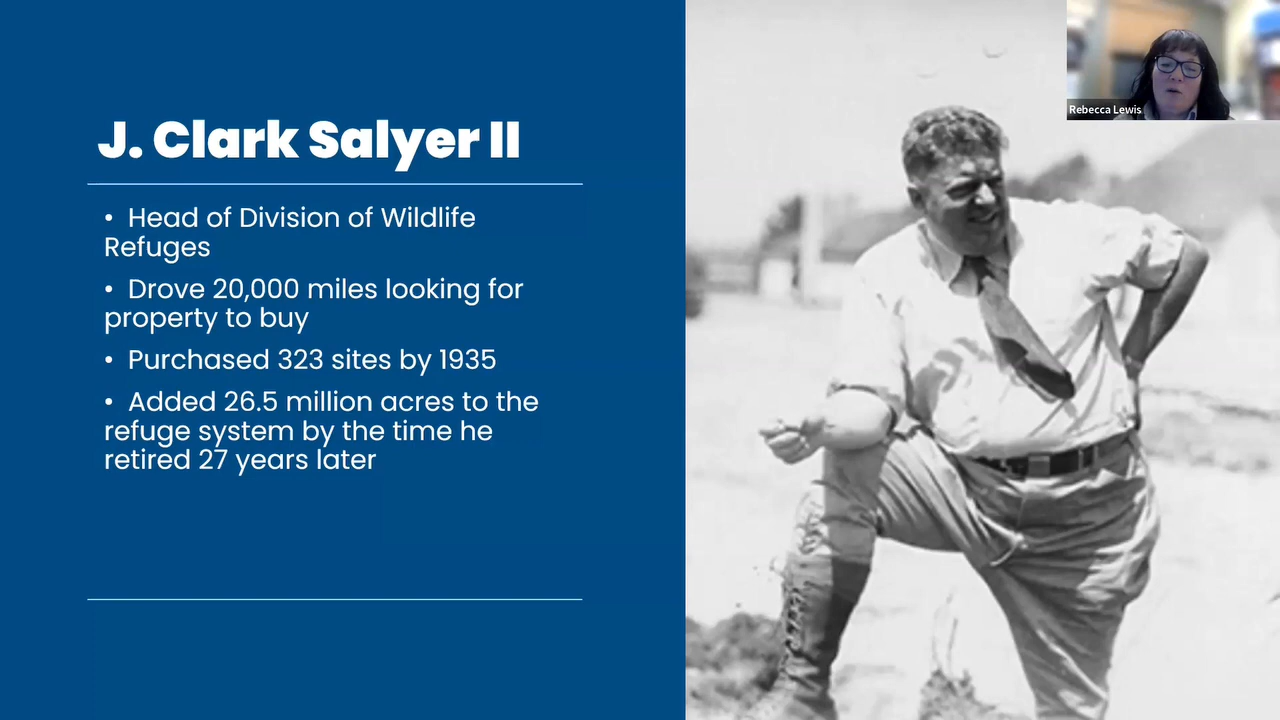 J. Clark Salyer II
• Head of Division of Wildlife
Refuges
• Drove 20,000 miles looking for
property to buy
• Purchased 323 sites by 1935
• Added 26.5 million acres to the
refuge system by the time he
retired 27 years later
Rebecca Lewis